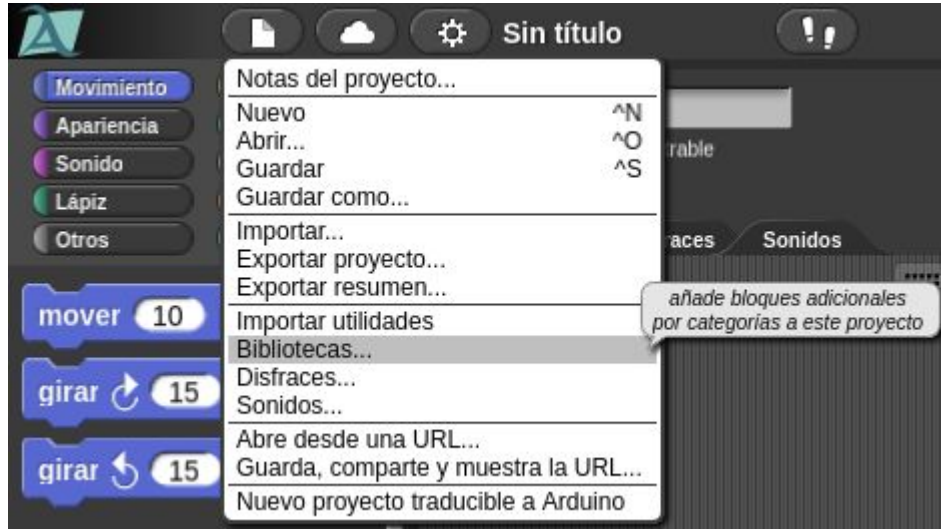 Sin título
Movimiento
Apariencia
Sonido
Lápiz
Otros
mover 10
girar 15
girar 15
Notas del proyecto...
Nuevo ^N
Abrir... ^O
Guardar ^S
Guardar como...
Importar...
Exportar proyecto...
Exportar resumen...
Importar utilidades
Bibliotecas...
Disfraces...
Sonidos...
Abre desde una URL...
Guarda, comparte y muestra la URL...
Nuevo proyecto traducible a Arduino
rable
races Sonidos
añade bloques adicionales
por categorías a este proyecto